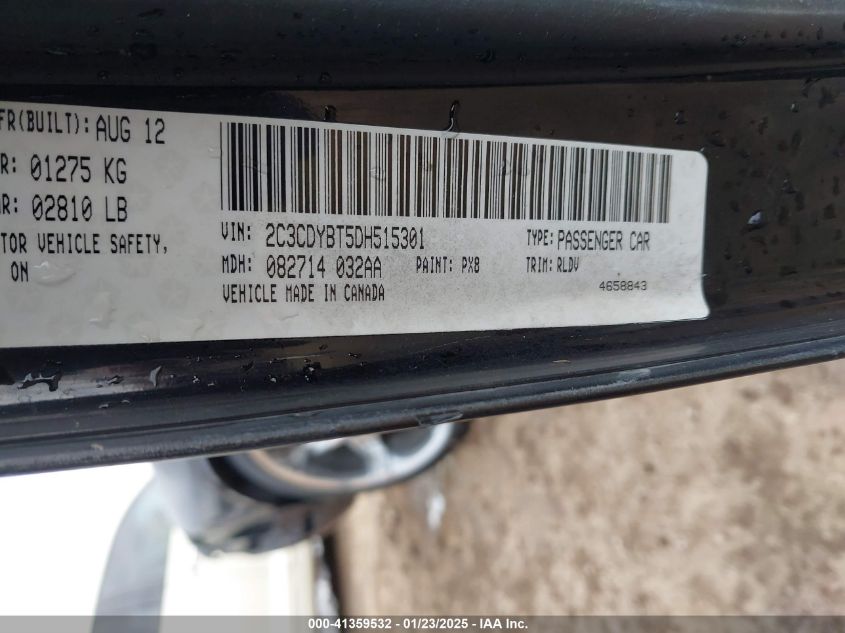 FR(BUILT): AUG 12
R: 01275 KG
R: 02810 LB
TOR VEHICLE SAFETY,
ON
VIN: 2C3CDYBT5DH515301 TYPE: PASSENGER CAR
MDH: 082714 032AA PAINT: PX8 TRIM: RLDV
VEHICLE MADE IN CANADA 4658843
000-41359532 - 01/23/2025 - IAA Inc.